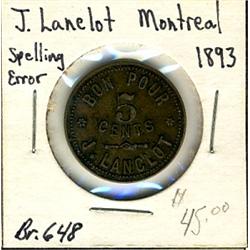 J. Lanelot Montreal
Spelling Error 1893
BON POUR
5
CENTS
J. LANCLOT
Br. 648
45.00